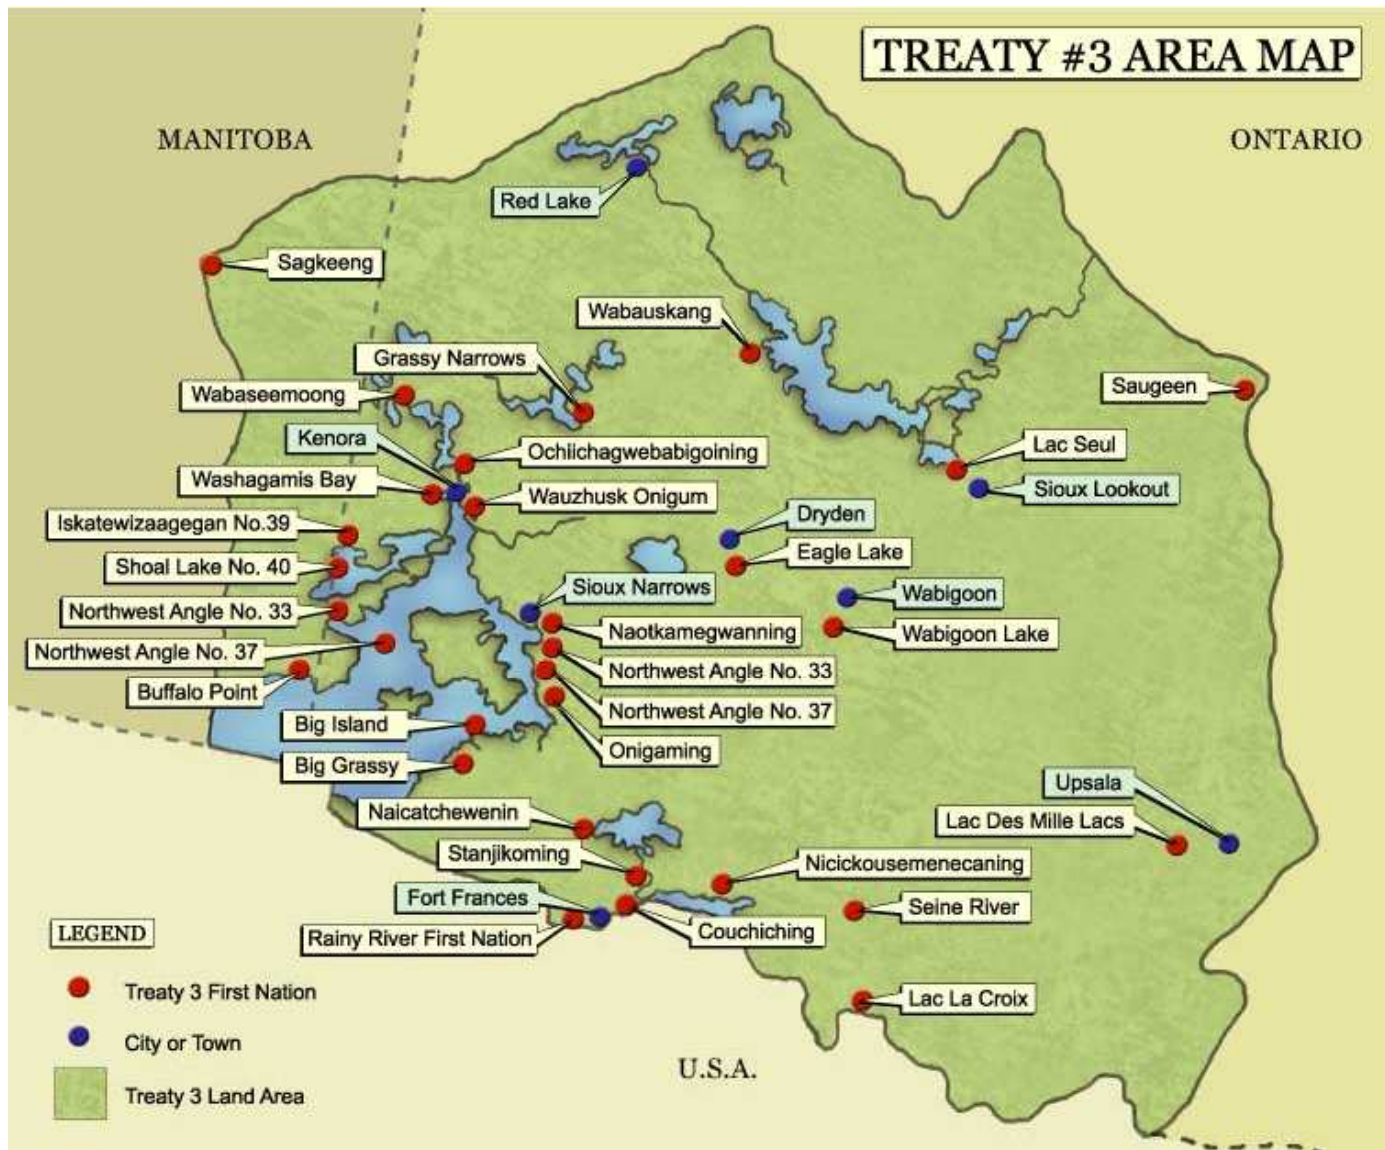 TREATY #3 AREA MAP
MANITOBA
ONTARIO
Red Lake
Sagkeeng
Wabauskang
Grassy Narrows
Wabaseemoong
Saugeen
Kenora
Ochiichagwebabigoining
Lac Seul
Washagamis Bay
Wauzhusk Onigum
Sioux Lookout
Iskatewizaagegan No.39
Dryden
Shoal Lake No. 40
Eagle Lake
Sioux Narrows
Wabigoon
Northwest Angle No. 33
Naotkamegwanning
Wabigoon Lake
Northwest Angle No. 37
Northwest Angle No. 33
Buffalo Point
Northwest Angle No. 37
Big Island
Onigaming
Big Grassy
Upsala
Naicatchewenin
Lac Des Mille Lacs
Stanjikoming
Nicickousemenecaning
Fort Frances
Seine River
Rainy River First Nation
Couchiching
Lac La Croix
LEGEND
Treaty 3 First Nation
City or Town
Treaty 3 Land Area
U.S.A.